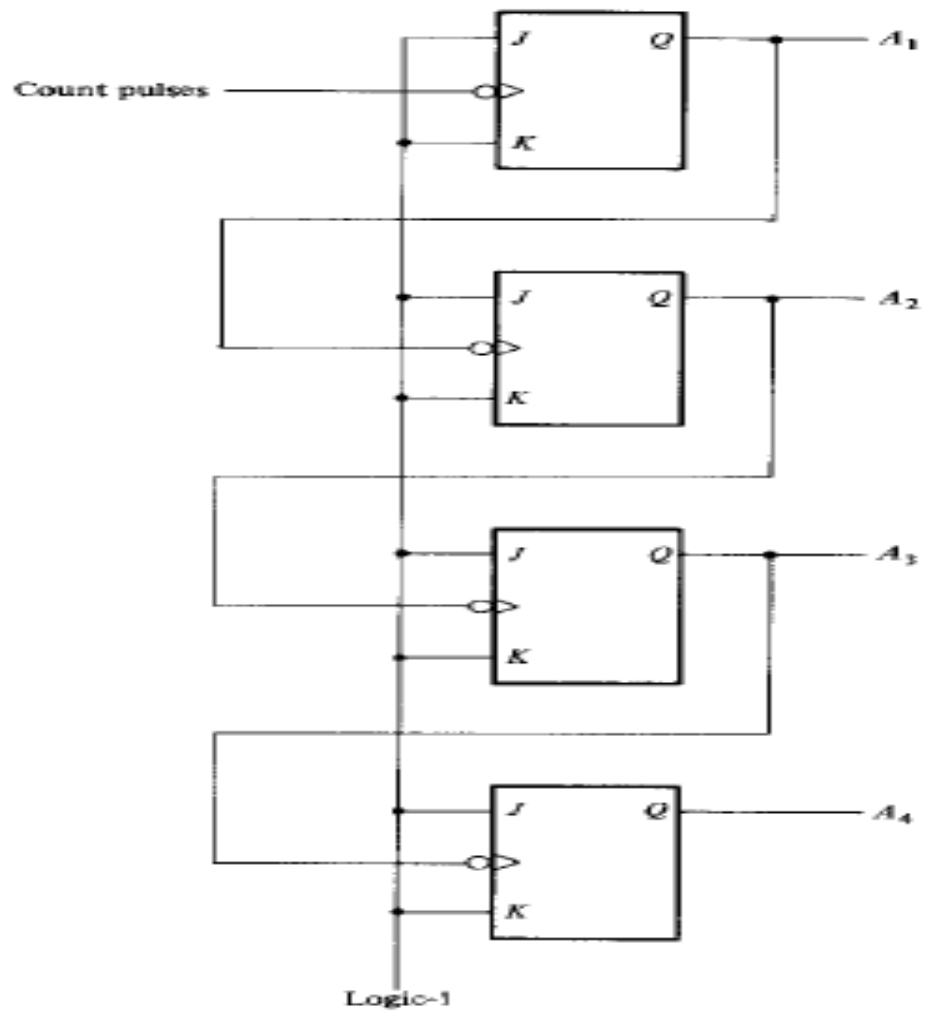 J Q A₁
Count pulses
K
J Q A₂
K
J Q A₃
K
J Q A₄
K
Logic-1